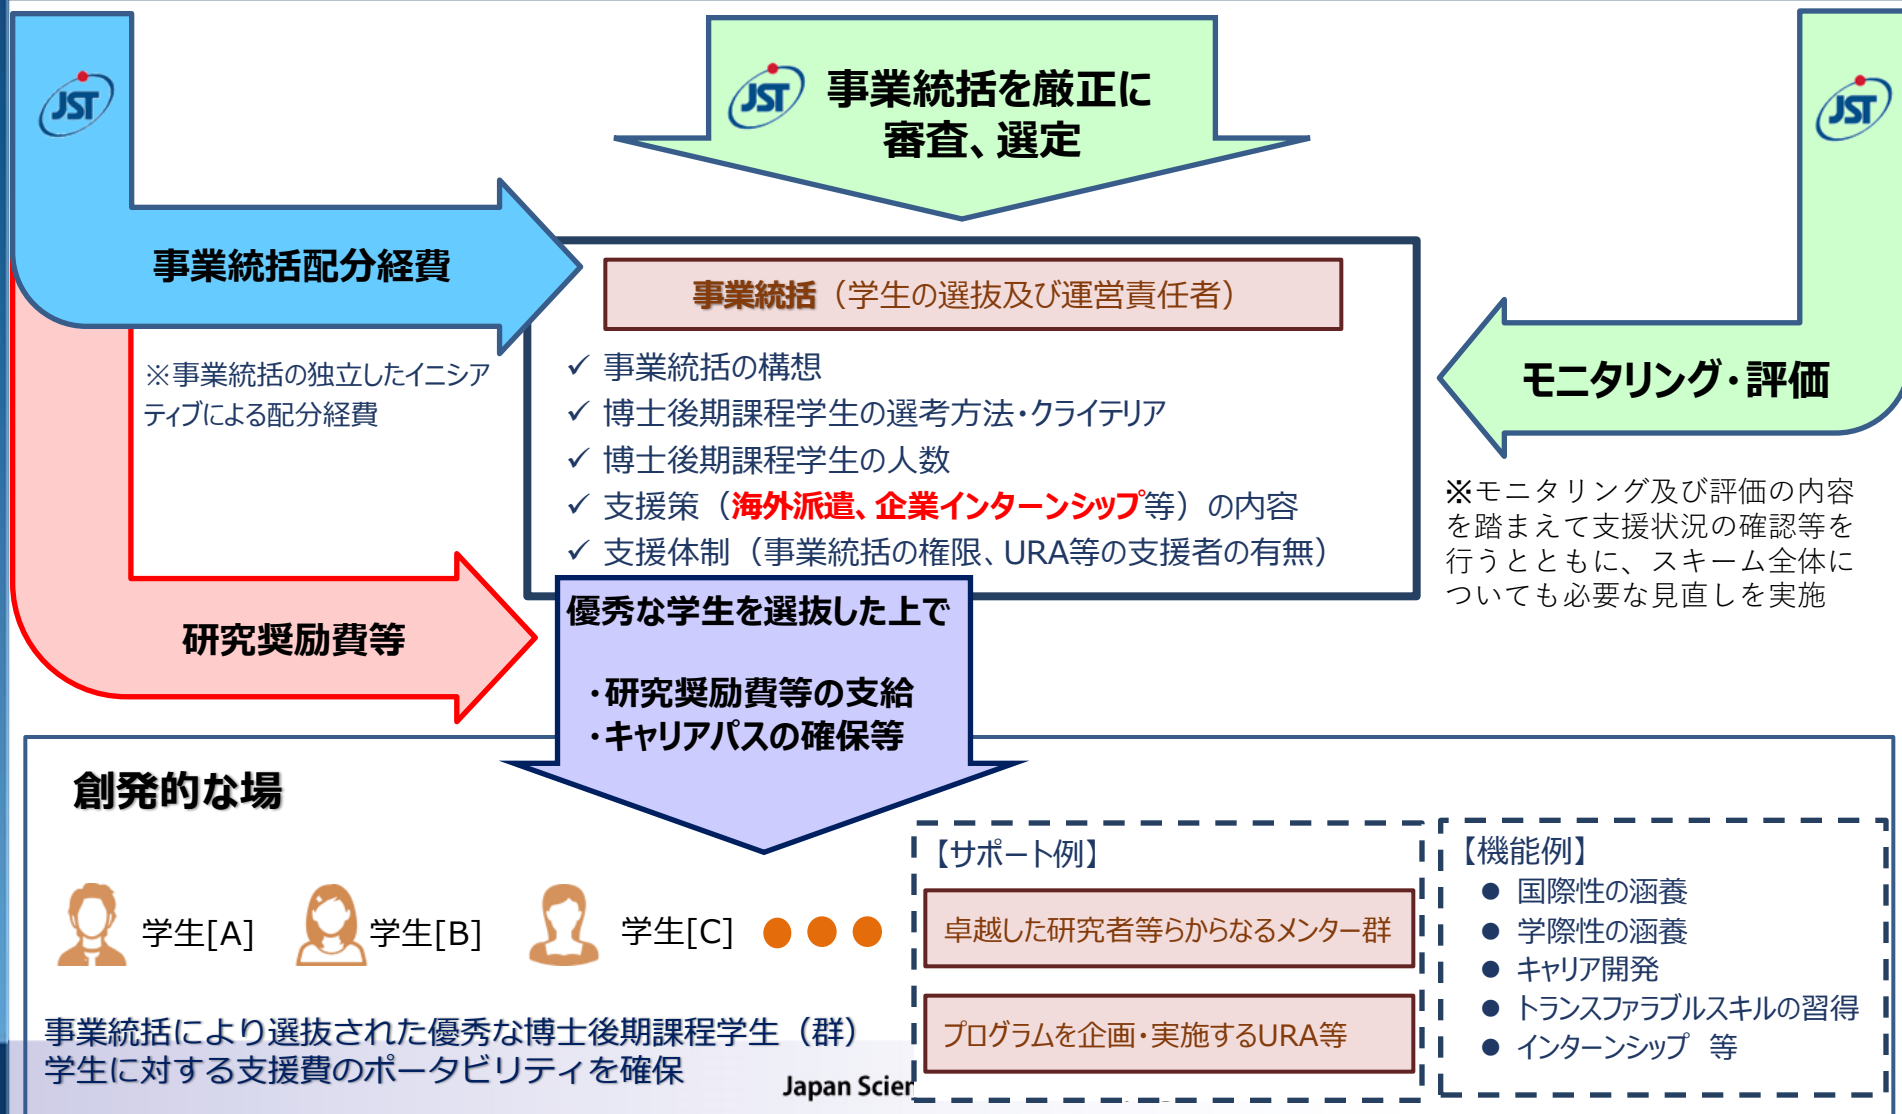 JST
事業統括を厳正に
審査、選定
JST
JST
事業統括配分経費
※事業統括の独立したイニシア
ティブによる配分経費
事業統括（学生の選抜及び運営責任者）
✓ 事業統括の構想
✓ 博士後期課程学生の選考方法・クライテリア
✓ 博士後期課程学生の人数
✓ 支援策（海外派遣、企業インターンシップ等）の内容
✓ 支援体制（事業統括の権限、URA等の支援者の有無）
モニタリング・評価
※モニタリング及び評価の内容
を踏まえて支援状況の確認等を
行うとともに、スキーム全体に
ついても必要な見直しを実施
研究奨励費等
優秀な学生を選抜した上で
・研究奨励費等の支給
・キャリアパスの確保等
創発的な場
学生[A]
学生[B]
学生[C]
事業統括により選抜された優秀な博士後期課程学生（群）
学生に対する支援費のポータビリティを確保
【サポート例】
卓越した研究者等らからなるメンター群
プログラムを企画・実施するURA等
【機能例】
● 国際性の涵養
● 学際性の涵養
● キャリア開発
● トランスファラブルスキルの習得
● インターンシップ 等
Japan Scien